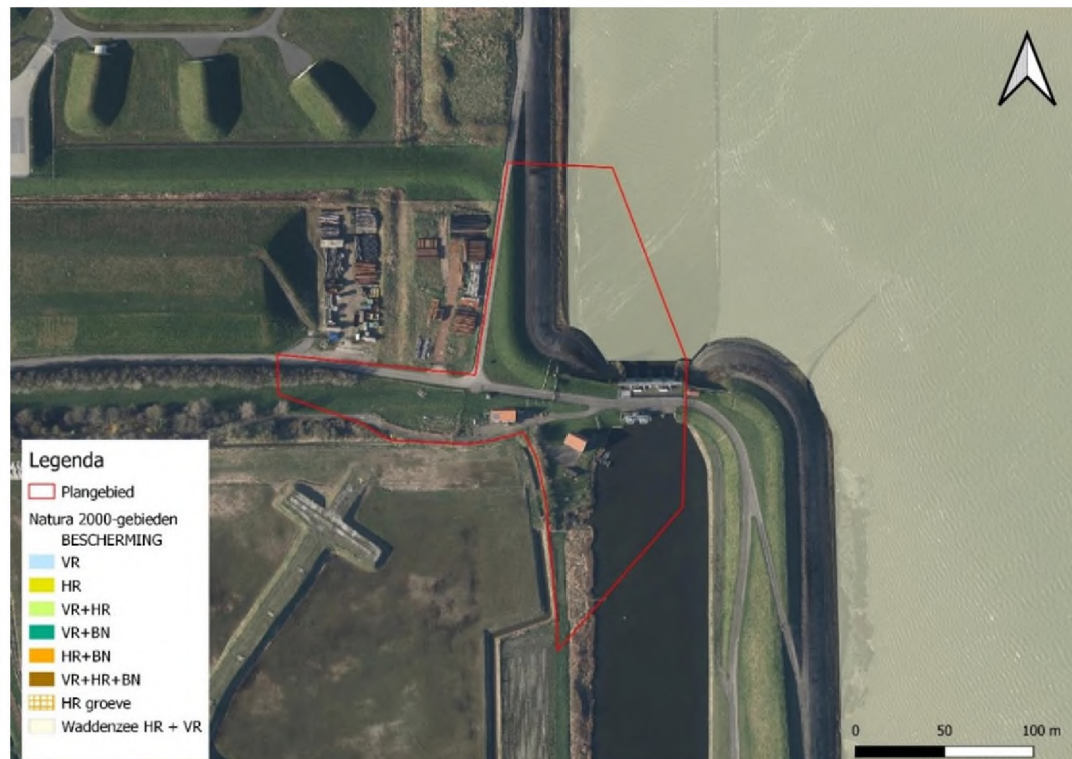 Legenda
Plangebied
Natura 2000-gebieden
BESCHERMING
VR
HR
VR+HR
VR+BN
HR+BN
VR+HR+BN
HR groeve
Waddenzee HR + VR
0 50 100 m